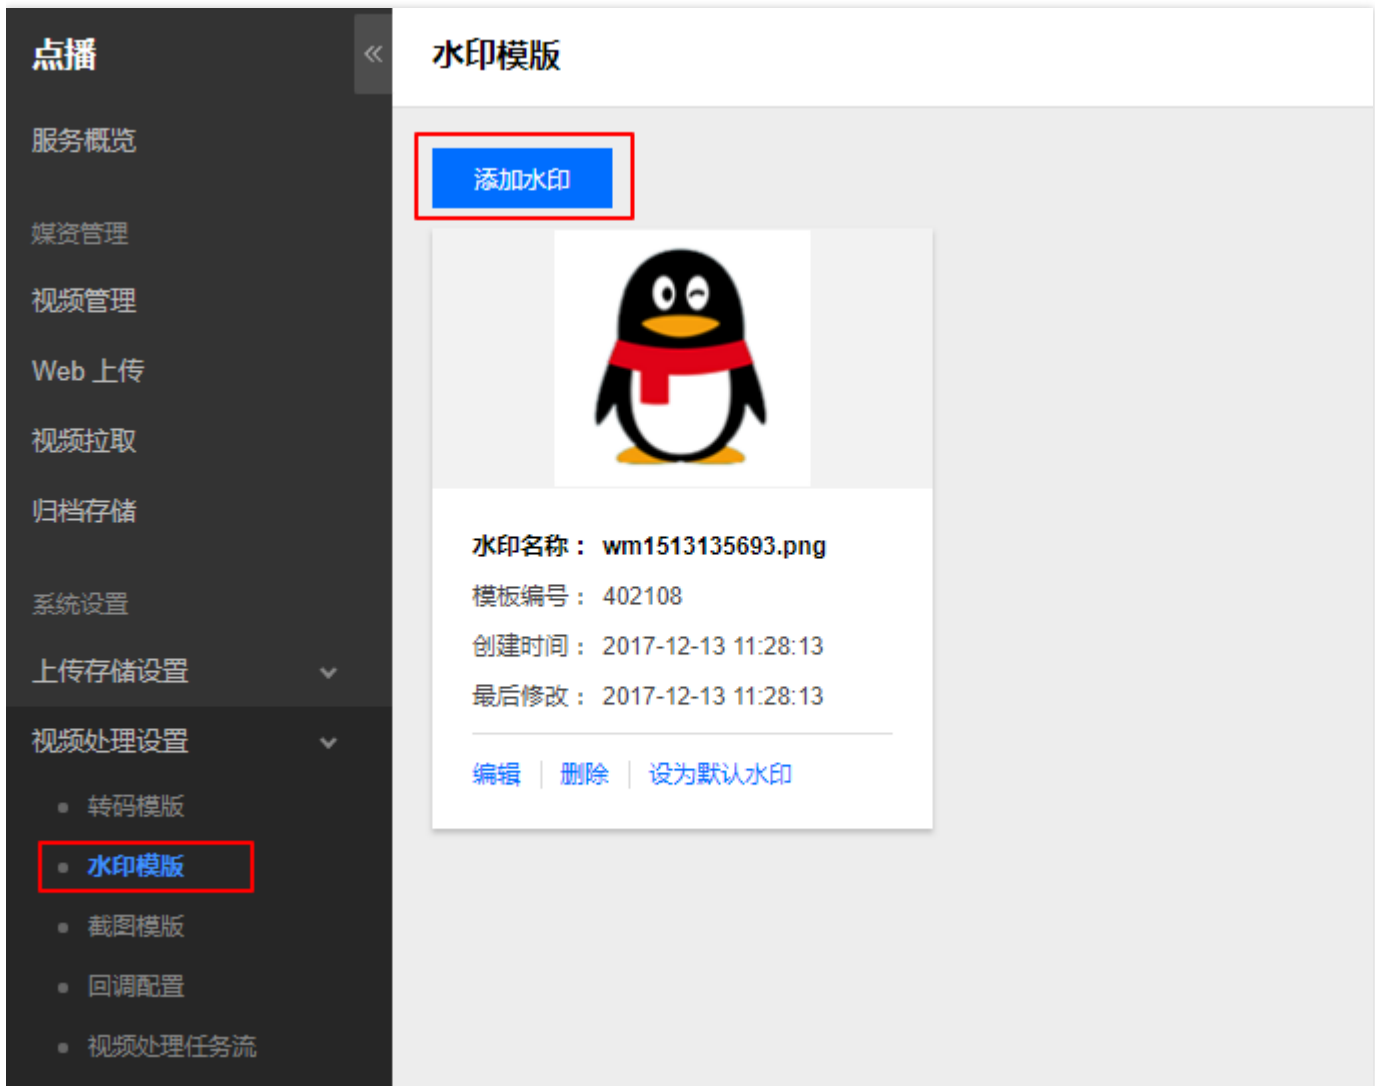 点播
服务概览
媒资管理
视频管理
Web 上传
视频拉取
归档存储
系统设置
上传存储设置
视频处理设置
转码模版
水印模版
截图模版
回调配置
视频处理任务流
水印模版
添加水印
水印名称： wm1513135693.png
模板编号： 402108
创建时间： 2017-12-13 11:28:13
最后修改： 2017-12-13 11:28:13
编辑 | 删除 | 设为默认水印